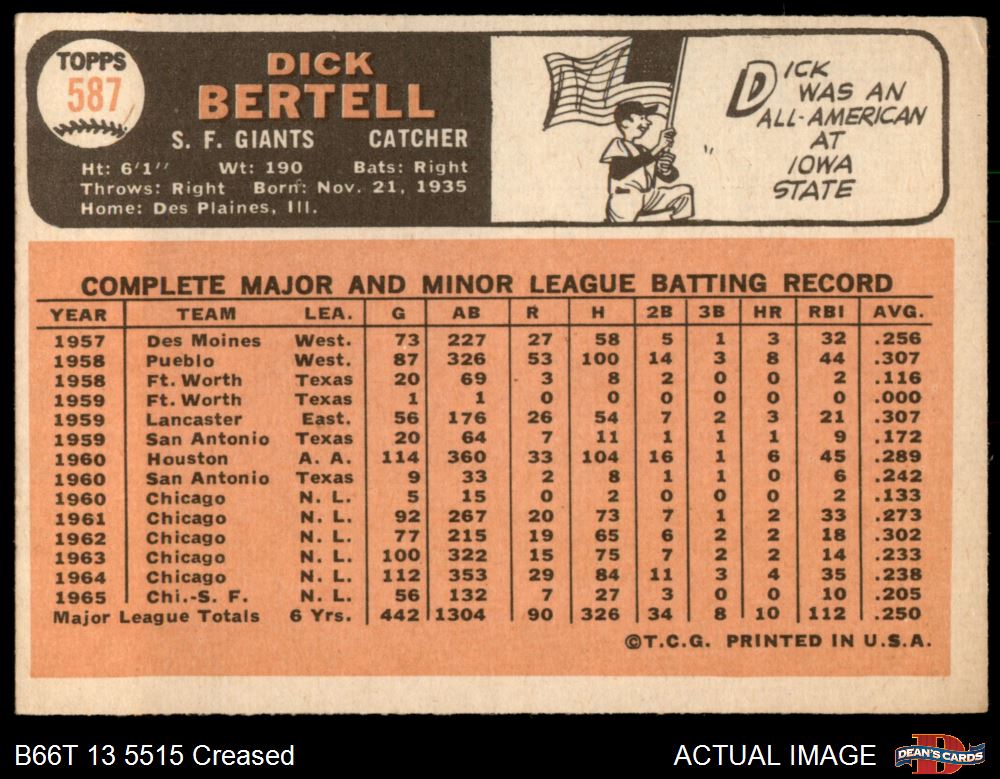 TOPPS
587
DICK
BERTELL
S. F. GIANTS CATCHER
Ht: 6'1'' Wt: 190 Bats: Right
Throws: Right Born: Nov. 21, 1935
Home: Des Plaines, Ill.
DICK
WAS AN
ALL-AMERICAN
AT
IOWA
STATE
COMPLETE MAJOR AND MINOR LEAGUE BATTING RECORD
YEAR TEAM LEA. G AB R H 2B 3B HR RBI AVG.
1957 Des Moines West. 73 227 27 58 5 1 3 32 .256
1958 Pueblo West. 87 326 53 100 14 3 8 44 .307
1958 Ft. Worth Texas 20 69 3 8 2 0 0 2 .116
1959 Ft. Worth Texas 1 1 0 0 0 0 0 0 .000
1959 Lancaster East. 56 176 26 54 7 2 3 21 .307
1959 San Antonio Texas 20 64 7 11 1 1 1 9 .172
1960 Houston A. A. 114 360 33 104 16 1 6 45 .289
1960 San Antonio Texas 9 33 2 8 1 1 0 6 .242
1960 Chicago N. L. 5 15 0 2 0 0 0 2 .133
1961 Chicago N. L. 92 267 20 73 7 1 2 33 .273
1962 Chicago N. L. 77 215 19 65 6 2 2 18 .302
1963 Chicago N. L. 100 322 15 75 7 2 2 14 .233
1964 Chicago N. L. 112 353 29 84 11 3 4 35 .238
1965 Chi.-S. F. N. L. 56 132 7 27 3 0 0 10 .205
Major League Totals 6 Yrs. 442 1304 90 326 34 8 10 112 .250
©T.C.G. PRINTED IN U.S.A.
B66T 13 5515 Creased
ACTUAL IMAGE
DEAN'S CARDS